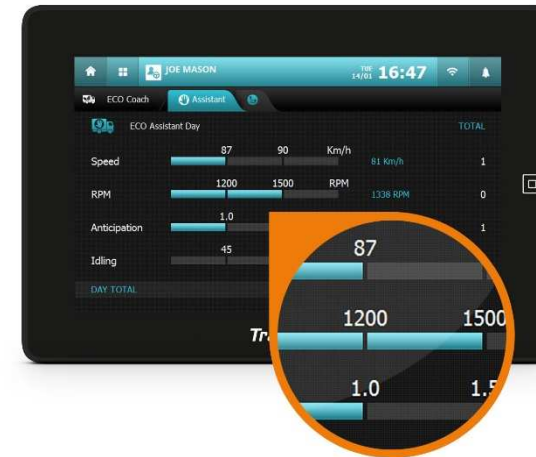 JOE MASON
TUE
14/01 16:47
ECO Coach Assistant
ECO Assistant Day TOTAL
87 90 Km/h
Speed 81 Km/h 1
1200 1500 RPM
RPM 1338 RPM 0
1.0
Anticipation 1
45
Idling
DAY TOTAL
87
1200 1500
1.0